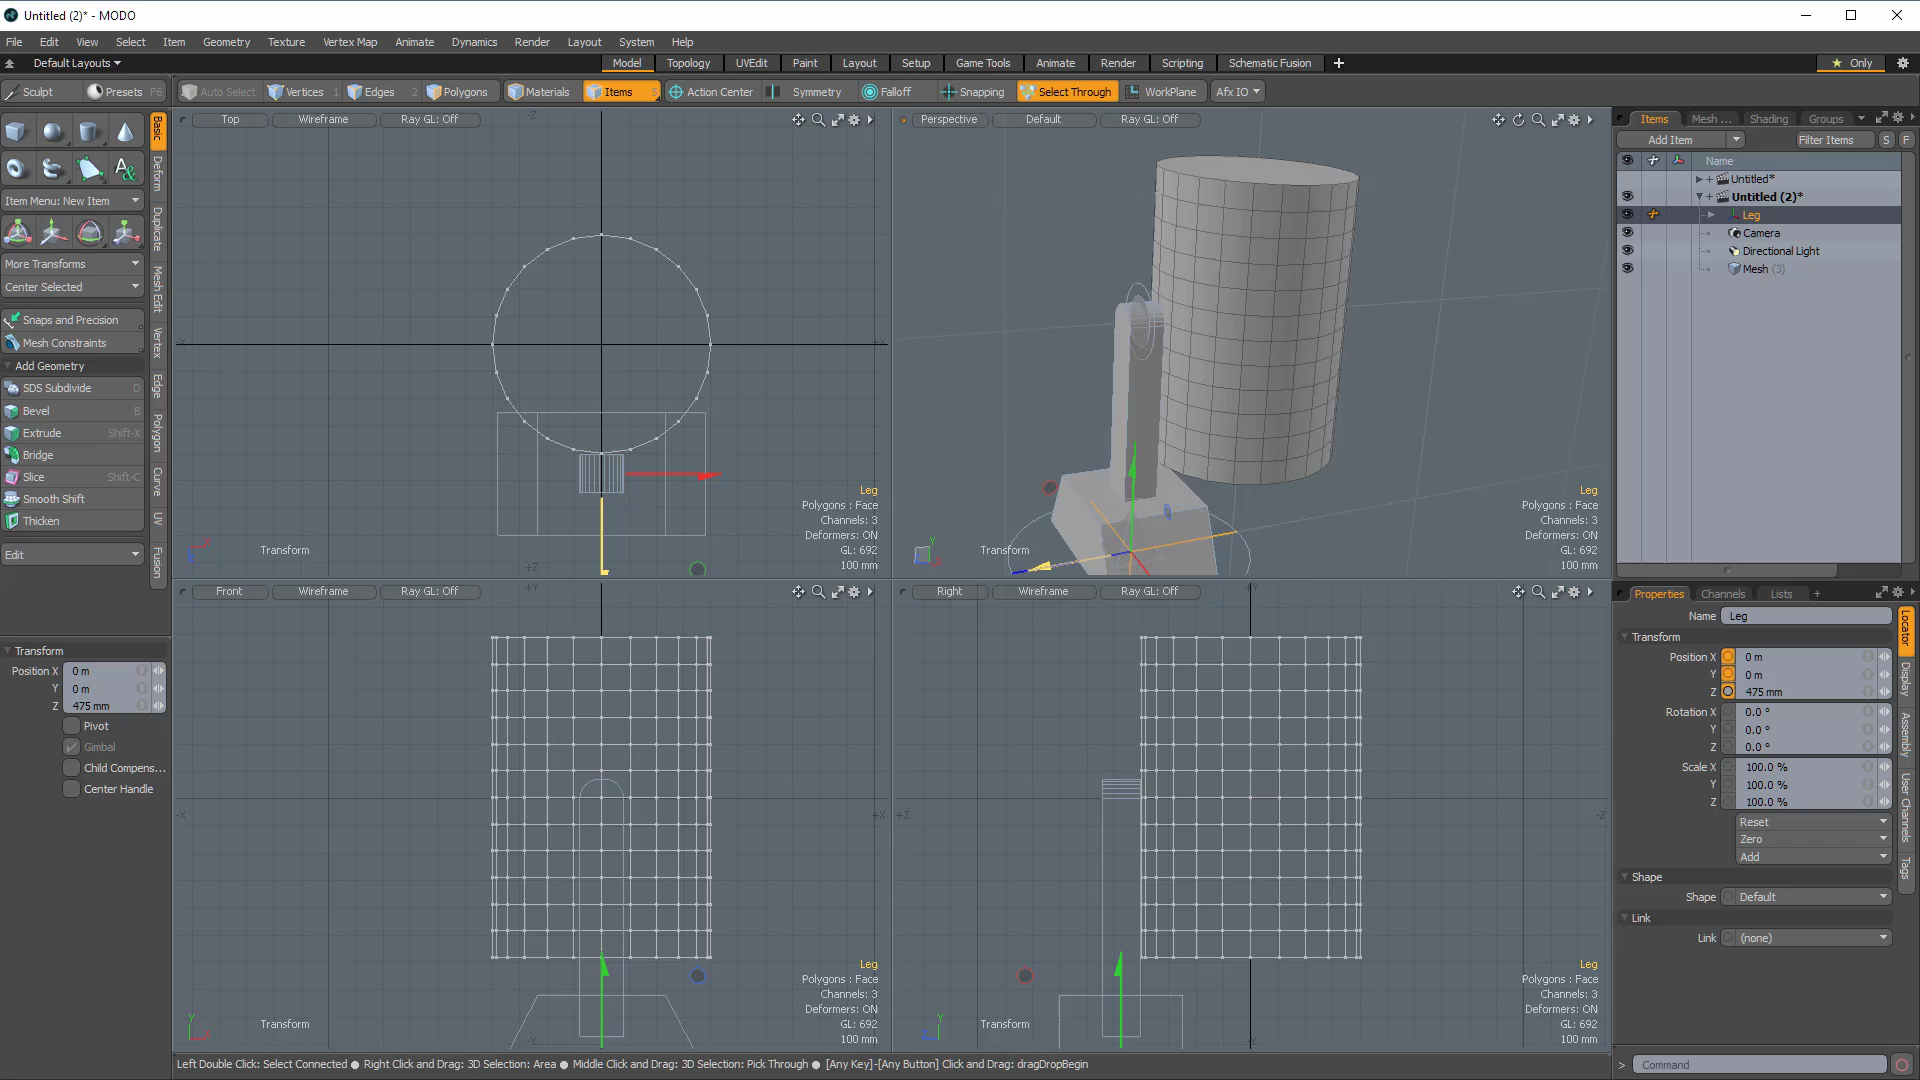 Untitled (2)* - MODO
File Edit View Select Item Geometry Texture Vertex Map Animate Dynamics Render Layout System Help
Default Layouts
Model Topology UVEdit Paint Layout Setup Game Tools Animate Render Scripting Schematic Fusion + Only
Sculpt Presets F6 Auto Select Vertices 1 Edges 2 Polygons Materials Items 5 Action Center Symmetry Falloff Snapping Select Through WorkPlane Afx IO
Item Menu: New Item
More Transforms
Center Selected
Snaps and Precision
Mesh Constraints
Add Geometry
SDS Subdivide D
Bevel B
Extrude Shift-X
Bridge
Slice Shift-C
Smooth Shift
Thicken
Edit
Basic
Deform
Duplicate
Mesh Edit
Vertex
Edge
Polygon
Curve
UV
Fusion
Transform
Position X 0 m
Y 0 m
Z 475 mm
Pivot
Gimbal
Child Compens...
Center Handle
Top Wireframe Ray GL: Off
-Z
-X
+X
+Z
Transform
Leg
Polygons : Face
Channels: 3
Deformers: ON
GL: 692
100 mm
Perspective Default Ray GL: Off
Y
Transform
Leg
Polygons : Face
Channels: 3
Deformers: ON
GL: 692
100 mm
Front Wireframe Ray GL: Off
+Y
-X
+X
-Y
Y
Transform
Leg
Polygons : Face
Channels: 3
Deformers: ON
GL: 692
100 mm
Right Wireframe Ray GL: Off
+Y
+Z
-Z
-Y
Y
Transform
Leg
Polygons : Face
Channels: 3
Deformers: ON
GL: 692
100 mm
Items Mesh ... Shading Groups
Add Item Filter Items S F
Name
Untitled*
Untitled (2)*
Leg
Camera
Directional Light
Mesh (3)
Properties Channels Lists +
Name Leg
Transform
Position X 0 m
Y 0 m
Z 475 mm
Rotation X 0.0 °
Y 0.0 °
Z 0.0 °
Scale X 100.0 %
Y 100.0 %
Z 100.0 %
Reset
Zero
Add
Shape
Shape Default
Link
Link (none)
Locator
Display
Assembly
User Channels
Tags
Left Double Click: Select Connected ● Right Click and Drag: 3D Selection: Area ● Middle Click and Drag: 3D Selection: Pick Through ● [Any Key]-[Any Button] Click and Drag: dragDropBegin
> Command